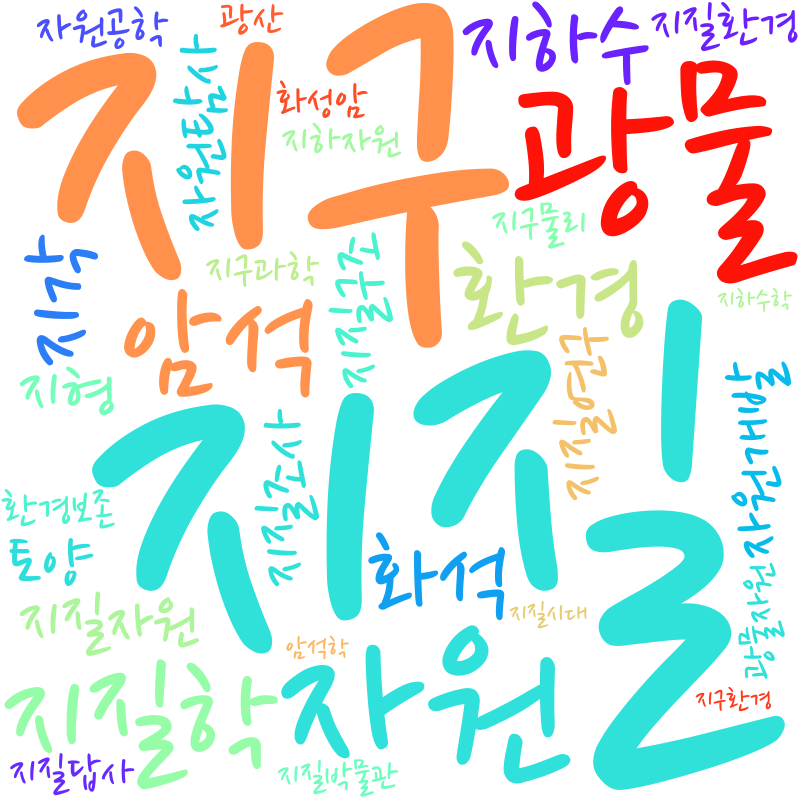 자원공학
광산
지하수
지질환경
지구
자원탐사
화성암
지하자원
광물
지구물리
지각
지구과학
지질구조
환경
지하수학
암석
지형
지질연구
자원개발
지질
지질조사
환경보존
토양
화석
광물자원
지질자원
지질시대
암석학
자원
지질학
지구환경
지질답사
지질박물관